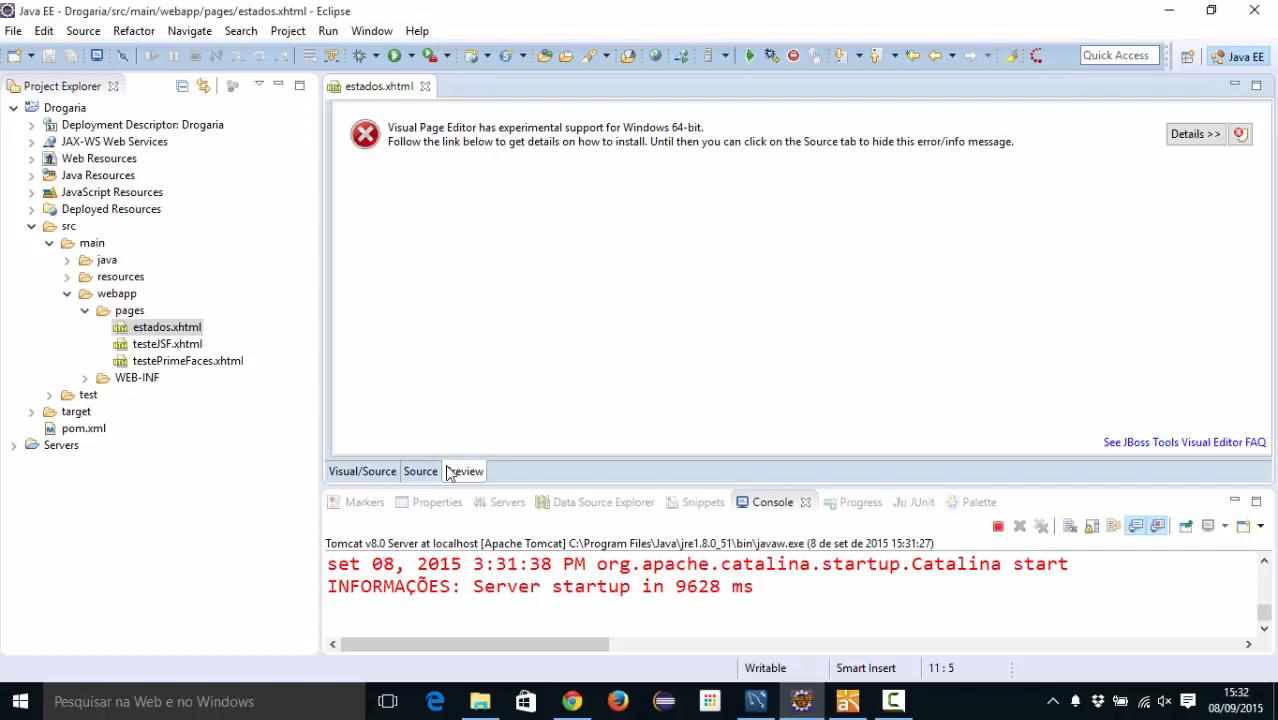 Java EE - Drogaria/src/main/webapp/pages/estados.xhtml - Eclipse
File Edit Source Refactor Navigate Search Project Run Window Help
Quick Access
Java EE
Project Explorer
estados.xhtml
Drogaria
Deployment Descriptor: Drogaria
JAX-WS Web Services
Web Resources
Java Resources
JavaScript Resources
Deployed Resources
src
main
java
resources
webapp
pages
estados.xhtml
testeJSF.xhtml
testePrimeFaces.xhtml
WEB-INF
test
target
pom.xml
Servers
Visual Page Editor has experimental support for Windows 64-bit.
Follow the link below to get details on how to install. Until then you can click on the Source tab to hide this error/info message.
Details >>
See JBoss Tools Visual Editor FAQ
Visual/Source Source Preview
Markers Properties Servers Data Source Explorer Snippets Console Progress JUnit Palette
Tomcat v8.0 Server at localhost [Apache Tomcat] C:\Program Files\Java\jre1.8.0_51\bin\javaw.exe (8 de set de 2015 15:31:27)
set 08, 2015 3:31:38 PM org.apache.catalina.startup.Catalina start
INFORMAÇÕES: Server startup in 9628 ms
Writable Smart Insert 11 : 5
Pesquisar na Web e no Windows
15:32
08/09/2015